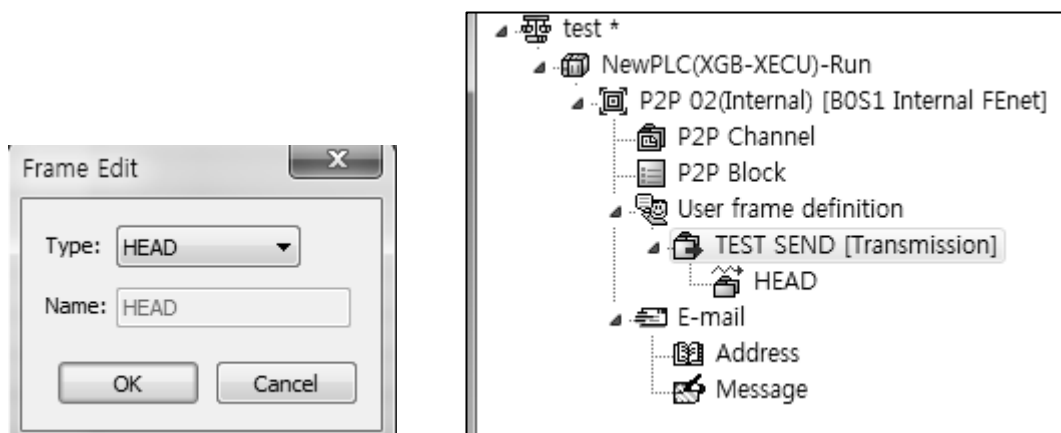 Frame Edit
Type: HEAD
Name: HEAD
OK Cancel
test *
NewPLC(XGB-XECU)-Run
P2P 02(Internal) [B0S1 Internal FEnet]
P2P Channel
P2P Block
User frame definition
TEST SEND [Transmission]
HEAD
E-mail
Address
Message